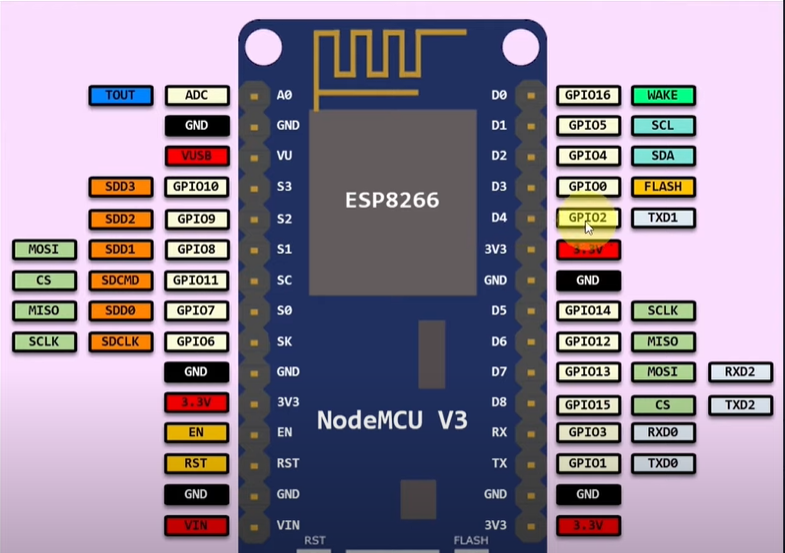 TOUT ADC A0 D0 GPIO16 WAKE
GND GND D1 GPIO5 SCL
VUSB VU D2 GPIO4 SDA
SDD3 GPIO10 S3 D3 GPIO0 FLASH
ESP8266
SDD2 GPIO9 S2 D4 GPIO2 TXD1
MOSI SDD1 GPIO8 S1 3V3 3.3V
CS SDCMD GPIO11 SC GND GND
MISO SDD0 GPIO7 S0 D5 GPIO14 SCLK
SCLK SDCLK GPIO6 SK D6 GPIO12 MISO
GND GND D7 GPIO13 MOSI RXD2
3.3V 3V3 D8 GPIO15 CS TXD2
NodeMCU V3
EN EN RX GPIO3 RXD0
RST RST TX GPIO1 TXD0
GND GND GND GND
VIN VIN 3V3 3.3V
RST FLASH